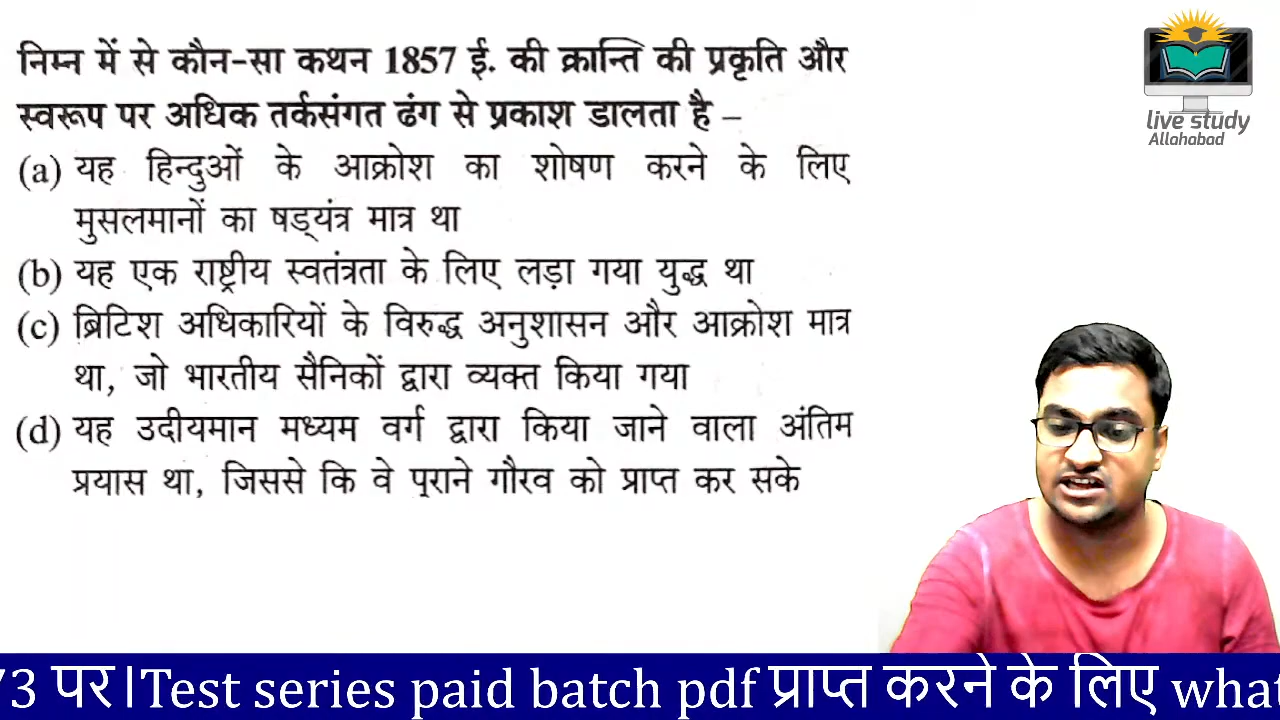 निम्न में से कौन-सा कथन 1857 ई. की क्रान्ति की प्रकृति और
स्वरूप पर अधिक तर्कसंगत ढंग से प्रकाश डालता है –
(a) यह हिन्दुओं के आक्रोश का शोषण करने के लिए
मुसलमानों का षड्यंत्र मात्र था
(b) यह एक राष्ट्रीय स्वतंत्रता के लिए लड़ा गया युद्ध था
(c) ब्रिटिश अधिकारियों के विरुद्ध अनुशासन और आक्रोश मात्र
था, जो भारतीय सैनिकों द्वारा व्यक्त किया गया
(d) यह उदीयमान मध्यम वर्ग द्वारा किया जाने वाला अंतिम
प्रयास था, जिससे कि वे पुराने गौरव को प्राप्त कर सके
live study
Allahabad
73 पर।Test series paid batch pdf प्राप्त करने के लिए what